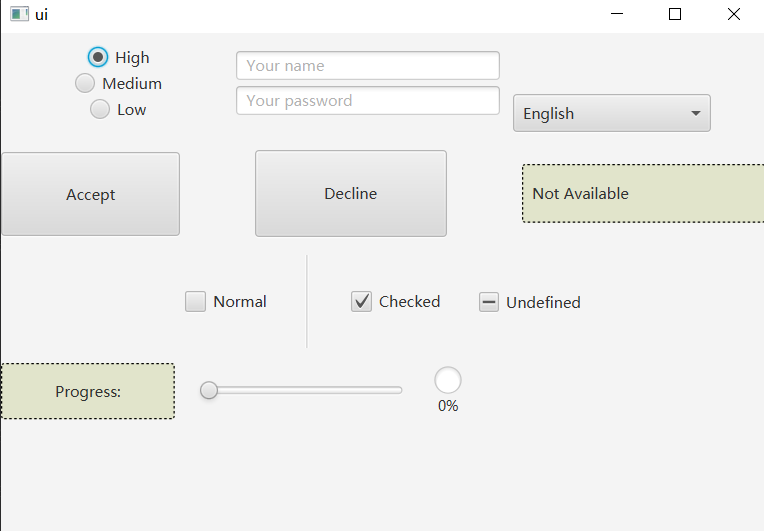 ui
High
Medium
Low
Your name
Your password
English
Accept
Decline
Not Available
Normal
Checked
Undefined
Progress:
0%